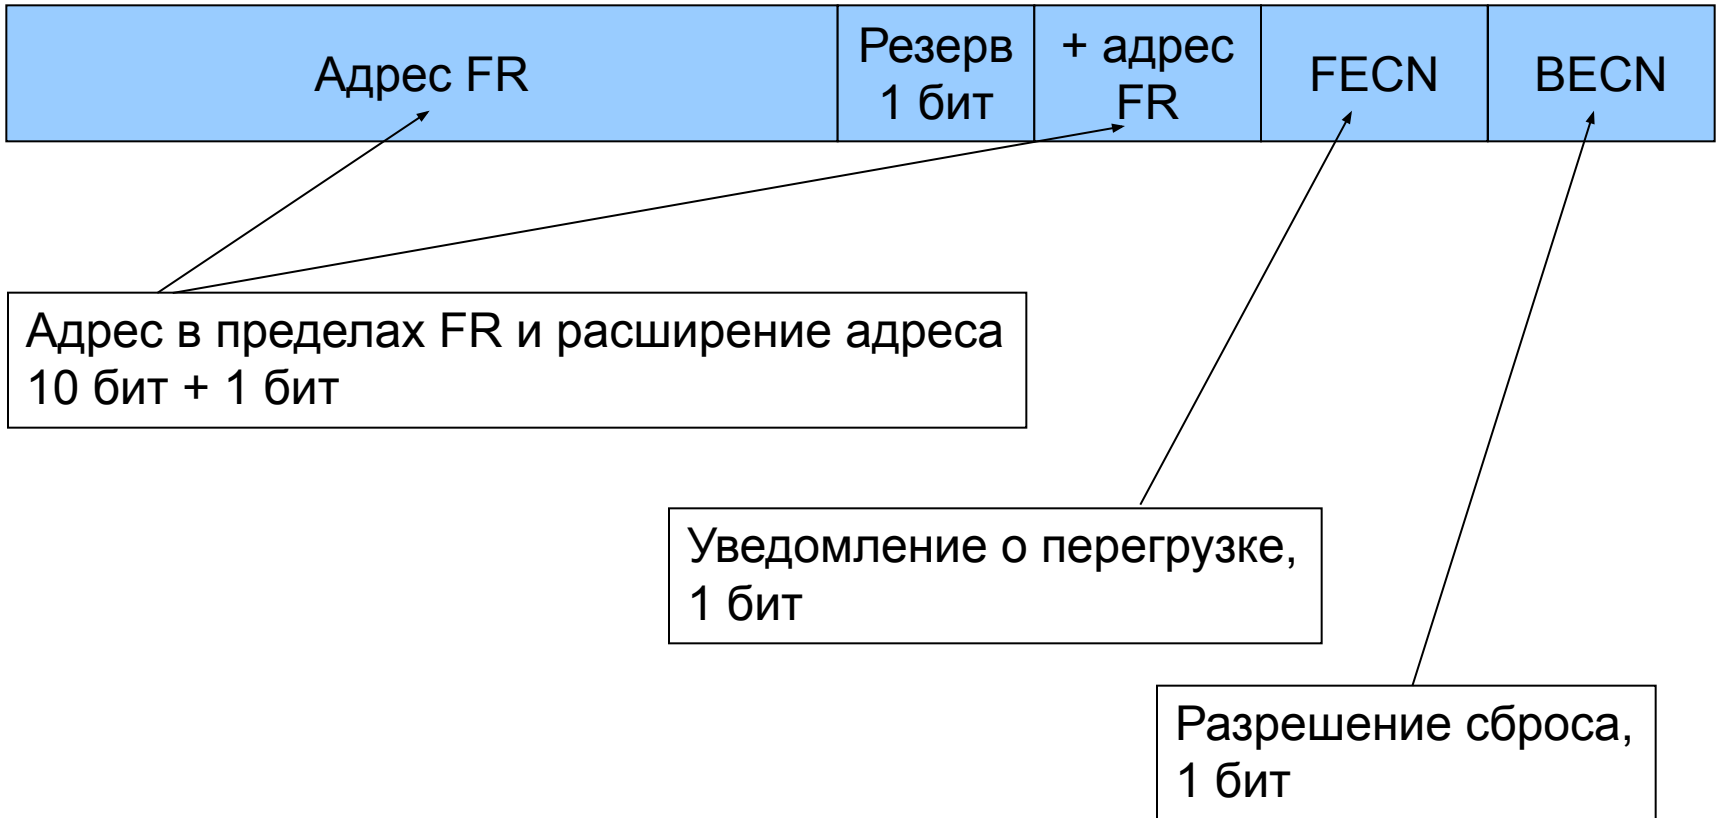 Адрес FR
Резерв
1 бит
+ адрес
FR
FECN
BECN
Адрес в пределах FR и расширение адреса
10 бит + 1 бит
Уведомление о перегрузке,
1 бит
Разрешение сброса,
1 бит